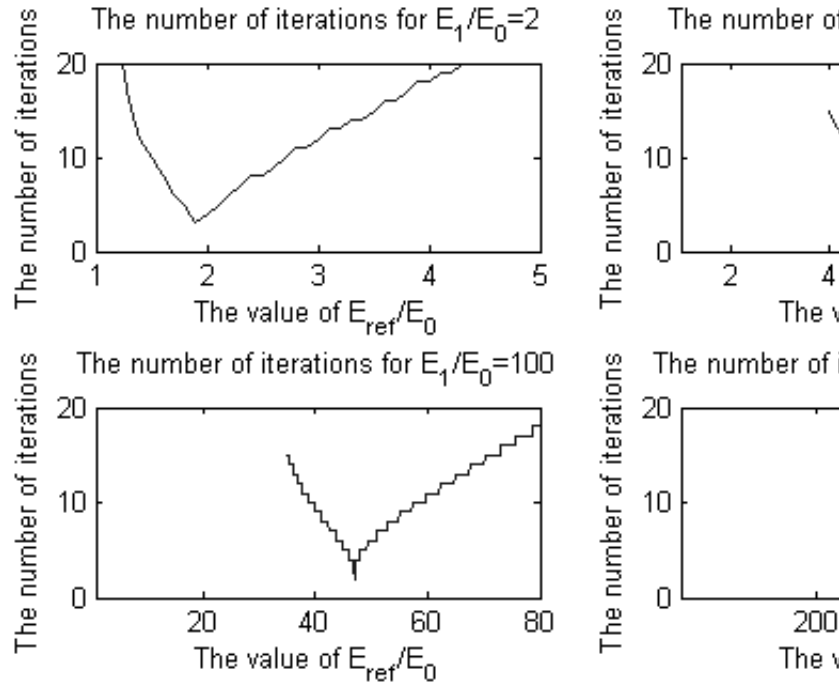 The number of iterations for E₁/E₀=2
The number of iterations
20
10
0
1 2 3 4 5
The value of E_ref/E₀
The number of
The number of iterations
20
10
0
2 4
The
The number of iterations for E₁/E₀=100
The number of iterations
20
10
0
20 40 60 80
The value of E_ref/E₀
The number of
The number of iterations
20
10
0
200
The